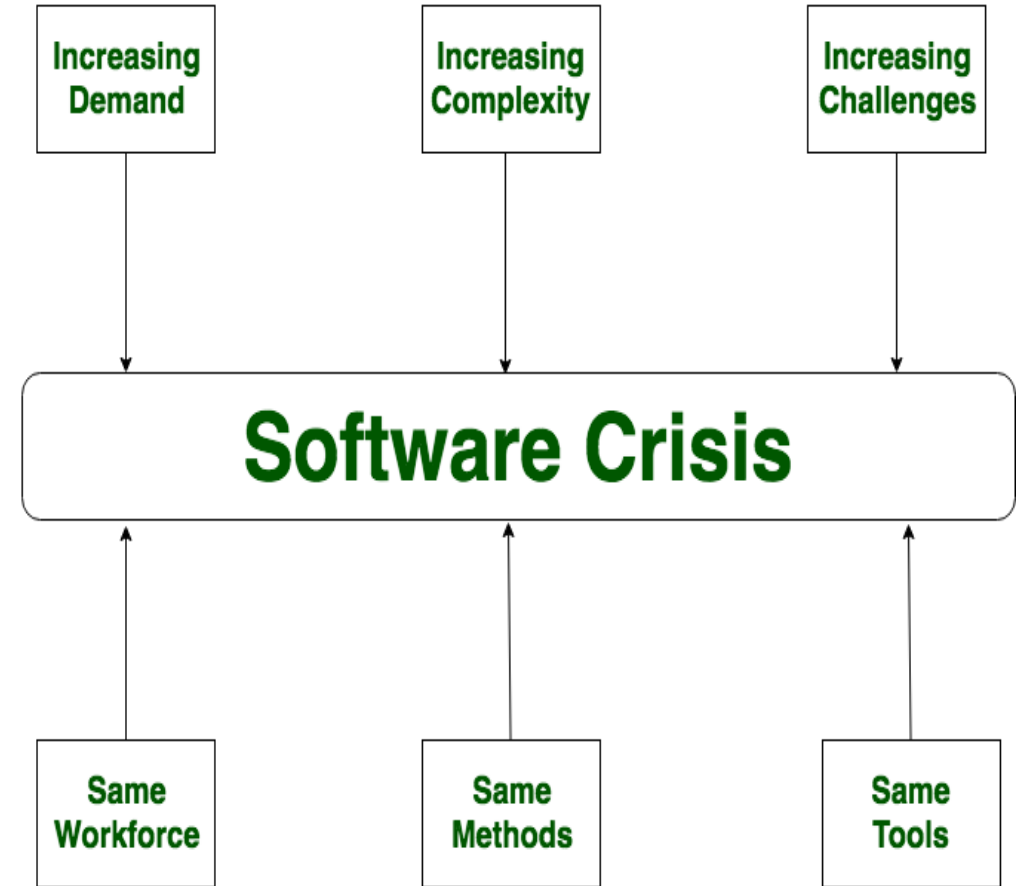 Increasing
Demand
Increasing
Complexity
Increasing
Challenges
Software Crisis
Same
Workforce
Same
Methods
Same
Tools